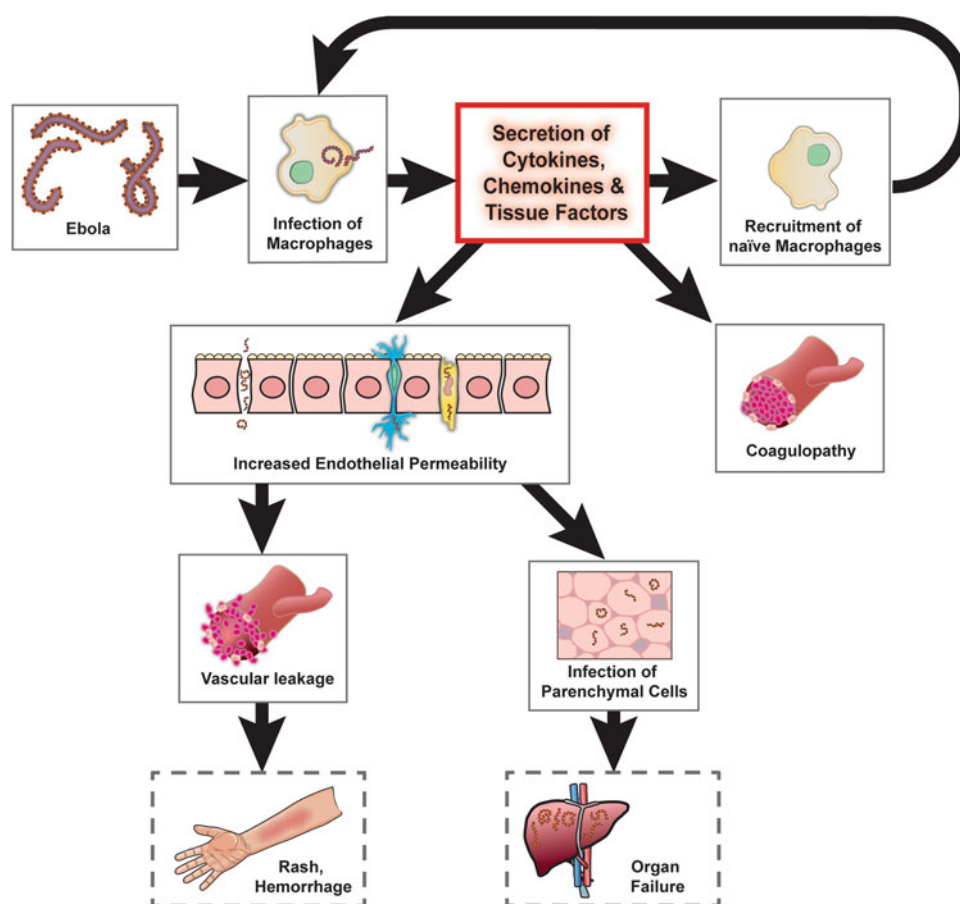 Ebola
Infection of
Macrophages
Secretion of
Cytokines,
Chemokines &
Tissue Factors
Recruitment of
naïve Macrophages
Increased Endothelial Permeability
Coagulopathy
Vascular leakage
Infection of
Parenchymal Cells
Rash,
Hemorrhage
Organ
Failure